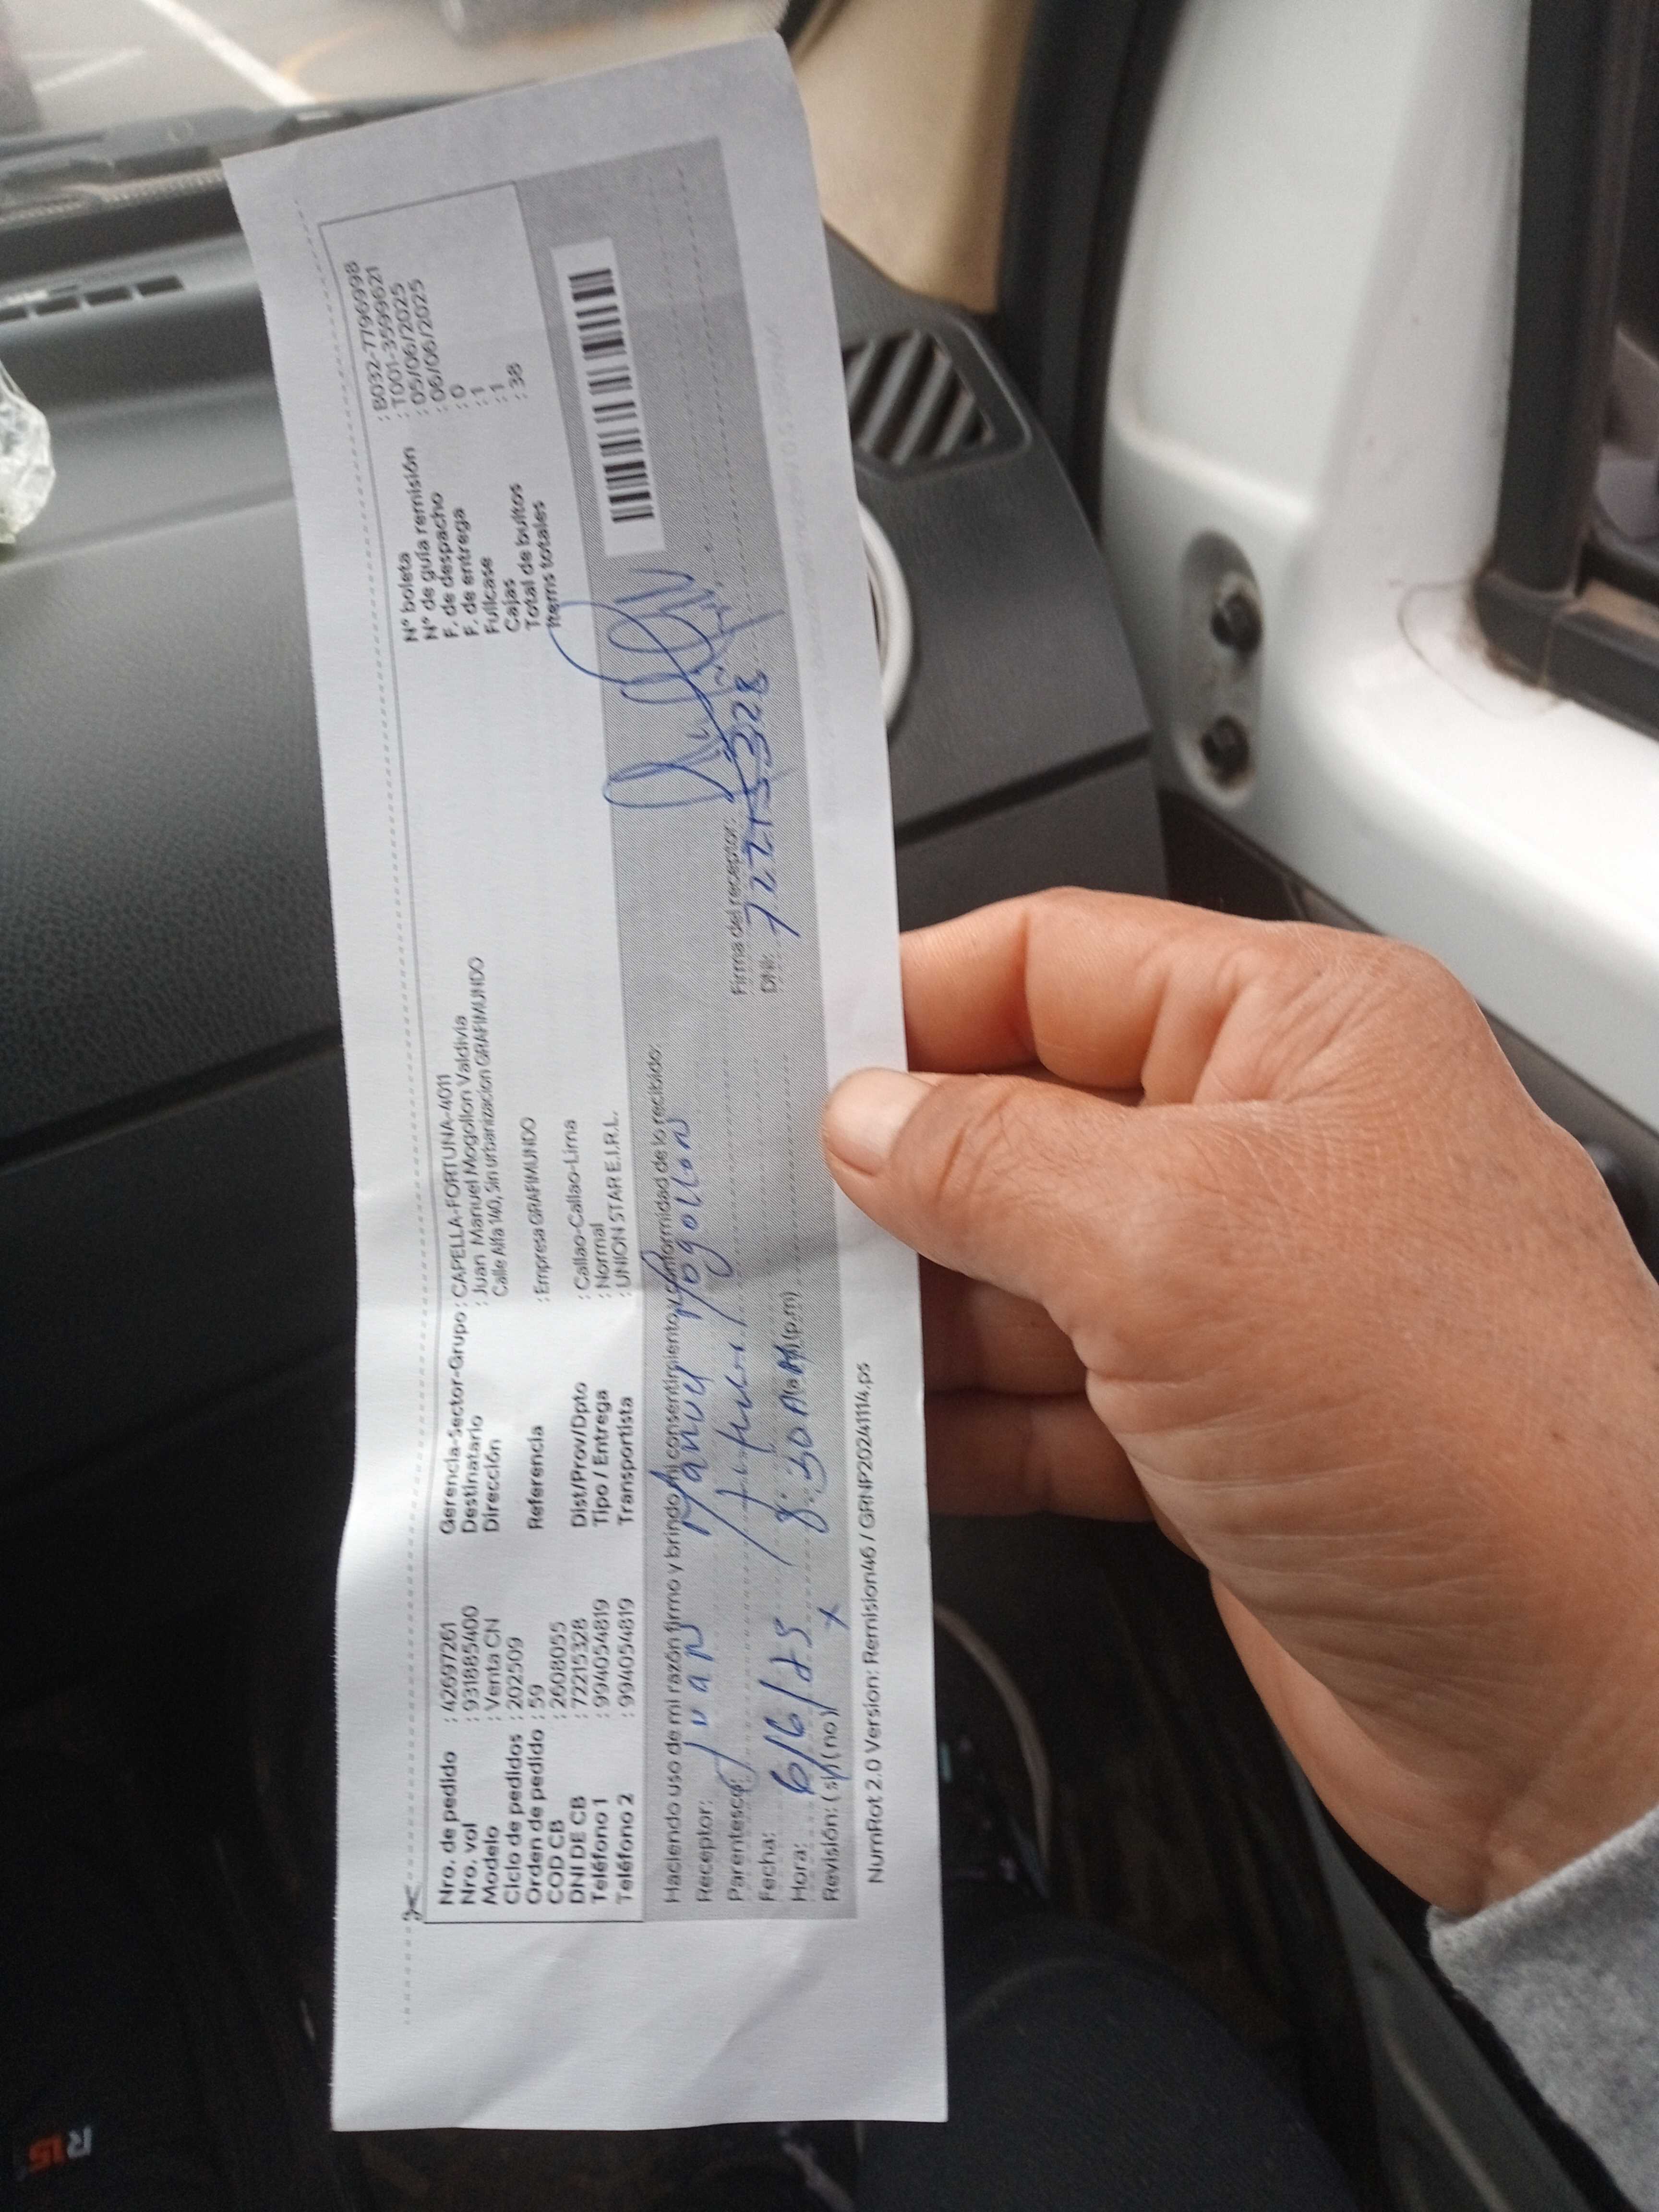 Nro. de pedido : 42697261
Nro. vol : 931885400
Modelo : Venta CN
Ciclo de pedidos : 202509
Orden de pedido : 59
COD CB : 2608055
DNI DE CB : 72215328
Teléfono 1 : 994054819
Teléfono 2 : 994054819
Gerencia-Sector-Grupo : CAPELLA-FORTUNA-4011
Destinatario : Juan Manuel Mogollon Valdivia
Dirección Calle Alfa 140, Sin urbanizacion GRAFIMUNDO
Referencia : Empresa GRAFIMUNDO
Dist/Prov/Dpto : Callao-Callao-Lima
Tipo / Entrega : Normal
Transportista : UNION STAR E.I.R.L.
N° boleta : B032-7796998
N° de guía remisión : T001-3599621
F. de despacho : 05/06/2025
F. de entrega : 06/06/2025
Fullcase : 0
Cajas : 1
Total de bultos : 1
Items totales : 38
Haciendo uso de mi razón firmo y brindo mi consentimiento y conformidad de lo recibido:
Receptor: Juan Manuel Mogollon
Parentesco:
Fecha: 6/6/25
Hora: 8:30 AM (a.m) (p.m)
Revisión: (si) (no) x
Firma del receptor:
DNI: 72215328
NumRot 2.0 Version: Remision46 / GRNP20241114.ps
R15